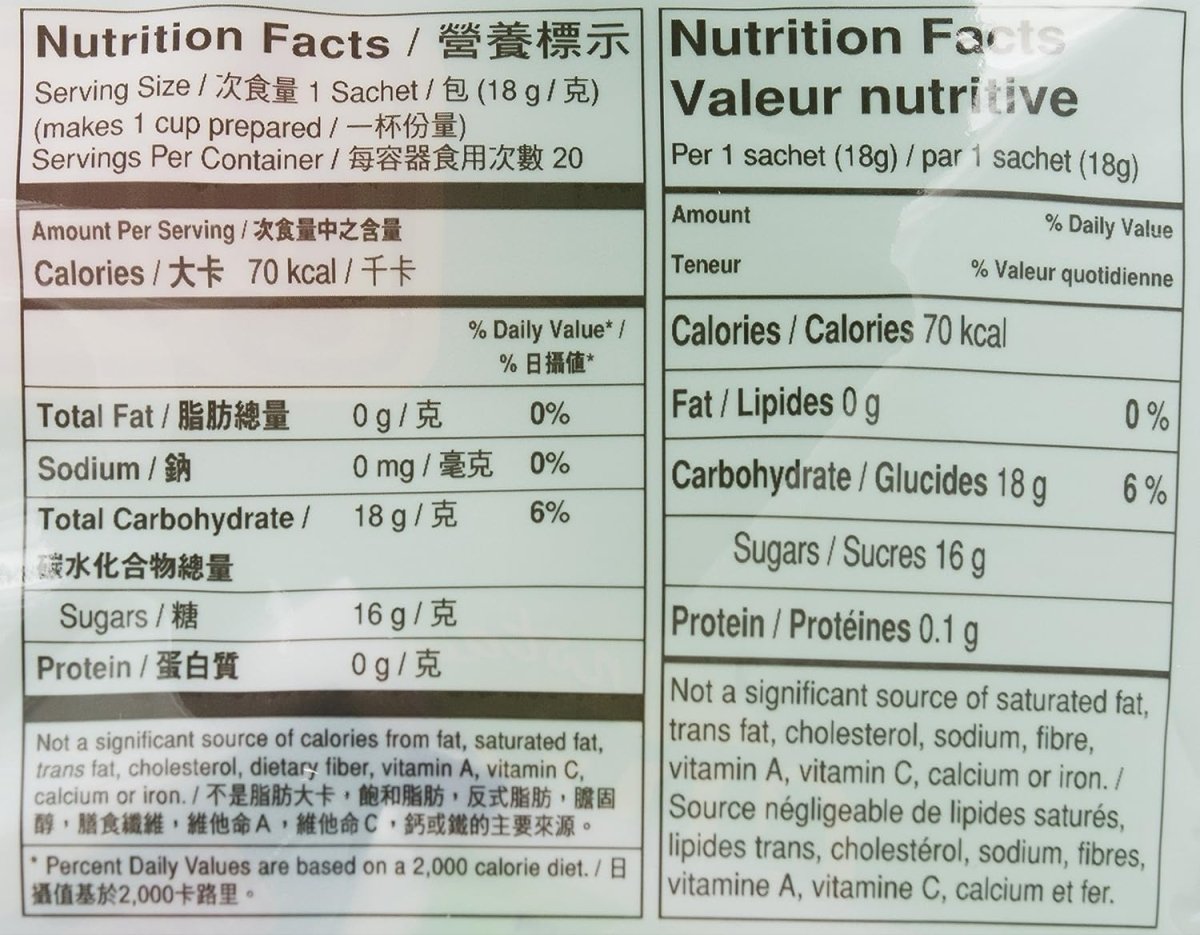 Nutrition Facts / 營養標示
Serving Size / 次食量 1 Sachet / 包 (18 g / 克)
(makes 1 cup prepared / 一杯份量)
Servings Per Container / 每容器食用次數 20
Amount Per Serving / 次食量中之含量
Calories / 大卡 70 kcal / 千卡
% Daily Value* /
% 日攝值*
Total Fat / 脂肪總量 0 g / 克 0%
Sodium / 鈉 0 mg / 毫克 0%
Total Carbohydrate / 18 g / 克 6%
碳水化合物總量
Sugars / 糖 16 g / 克
Protein / 蛋白質 0 g / 克
Not a significant source of calories from fat, saturated fat,
trans fat, cholesterol, dietary fiber, vitamin A, vitamin C,
calcium or iron. / 不是脂肪大卡，飽和脂肪，反式脂肪，膽固
醇，膳食纖維，維他命A，維他命C，鈣或鐵的主要來源。
* Percent Daily Values are based on a 2,000 calorie diet. / 日
攝值基於2,000卡路里。
Nutrition Facts
Valeur nutritive
Per 1 sachet (18g) / par 1 sachet (18g)
Amount % Daily Value
Teneur % Valeur quotidienne
Calories / Calories 70 kcal
Fat / Lipides 0 g 0 %
Carbohydrate / Glucides 18 g 6 %
Sugars / Sucres 16 g
Protein / Protéines 0.1 g
Not a significant source of saturated fat,
trans fat, cholesterol, sodium, fibre,
vitamin A, vitamin C, calcium or iron. /
Source négligeable de lipides saturés,
lipides trans, cholestérol, sodium, fibres,
vitamine A, vitamine C, calcium et fer.